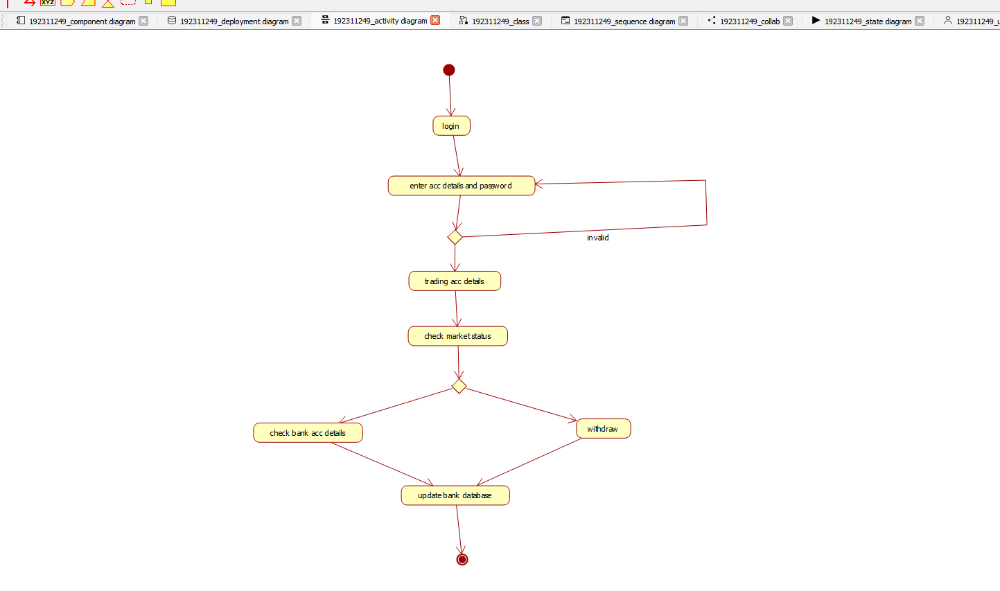 XYZ
192311249_component diagram
192311249_deployment diagram
192311249_activity diagram
192311249_class
192311249_sequence diagram
192311249_collab
192311249_state diagram
192311249_u
login
enter acc details and password
invalid
trading acc details
check market status
check bank acc details
withdraw
update bank database